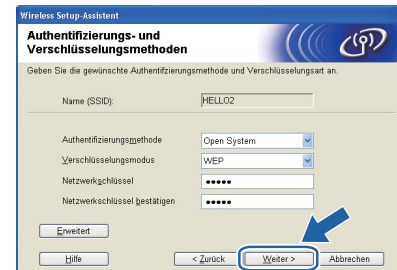 Wireless Setup-Assistent
Authentifizierungs- und
Verschlüsselungsmethoden
Geben Sie die gewünschte Authentifzierungsmethode und Verschlüsselungsart an.
Name (SSID): HELLO2
Authentifizierungsmethode Open System
Verschlüsselungsmodus WEP
Netzwerkschlüssel •••••
Netzwerkschlüssel bestätigen •••••
Erweitert
Hilfe < Zurück Weiter > Abbrechen